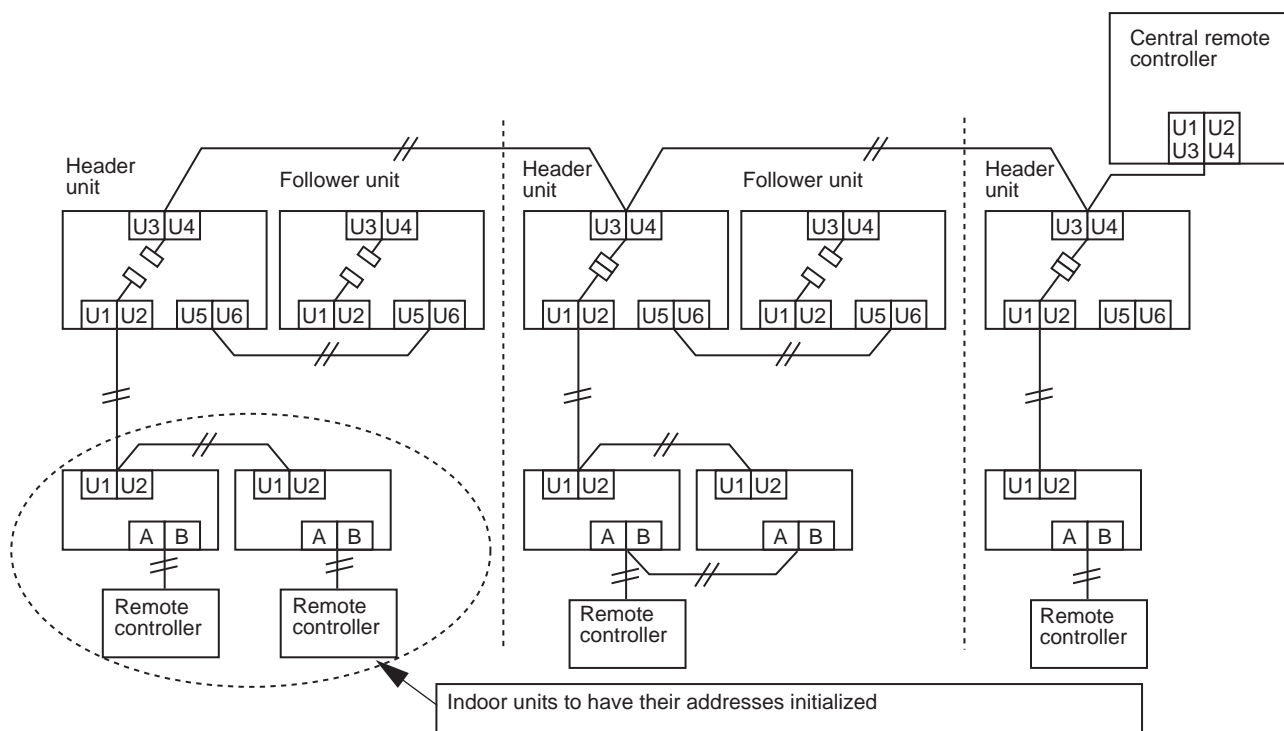 Central remote
controller
U1 U2
U3 U4
Header
unit
Follower unit
Header
unit
Follower unit
Header
unit
U3 U4
U3 U4
U3 U4
U3 U4
U3 U4
U1 U2
U5 U6
U1 U2
U5 U6
U1 U2
U5 U6
U1 U2
U5 U6
U1 U2
U5 U6
U1 U2
U1 U2
U1 U2
U1 U2
U1 U2
A B
A B
A B
A B
A B
Remote
controller
Remote
controller
Remote
controller
Remote
controller
Indoor units to have their addresses initialized